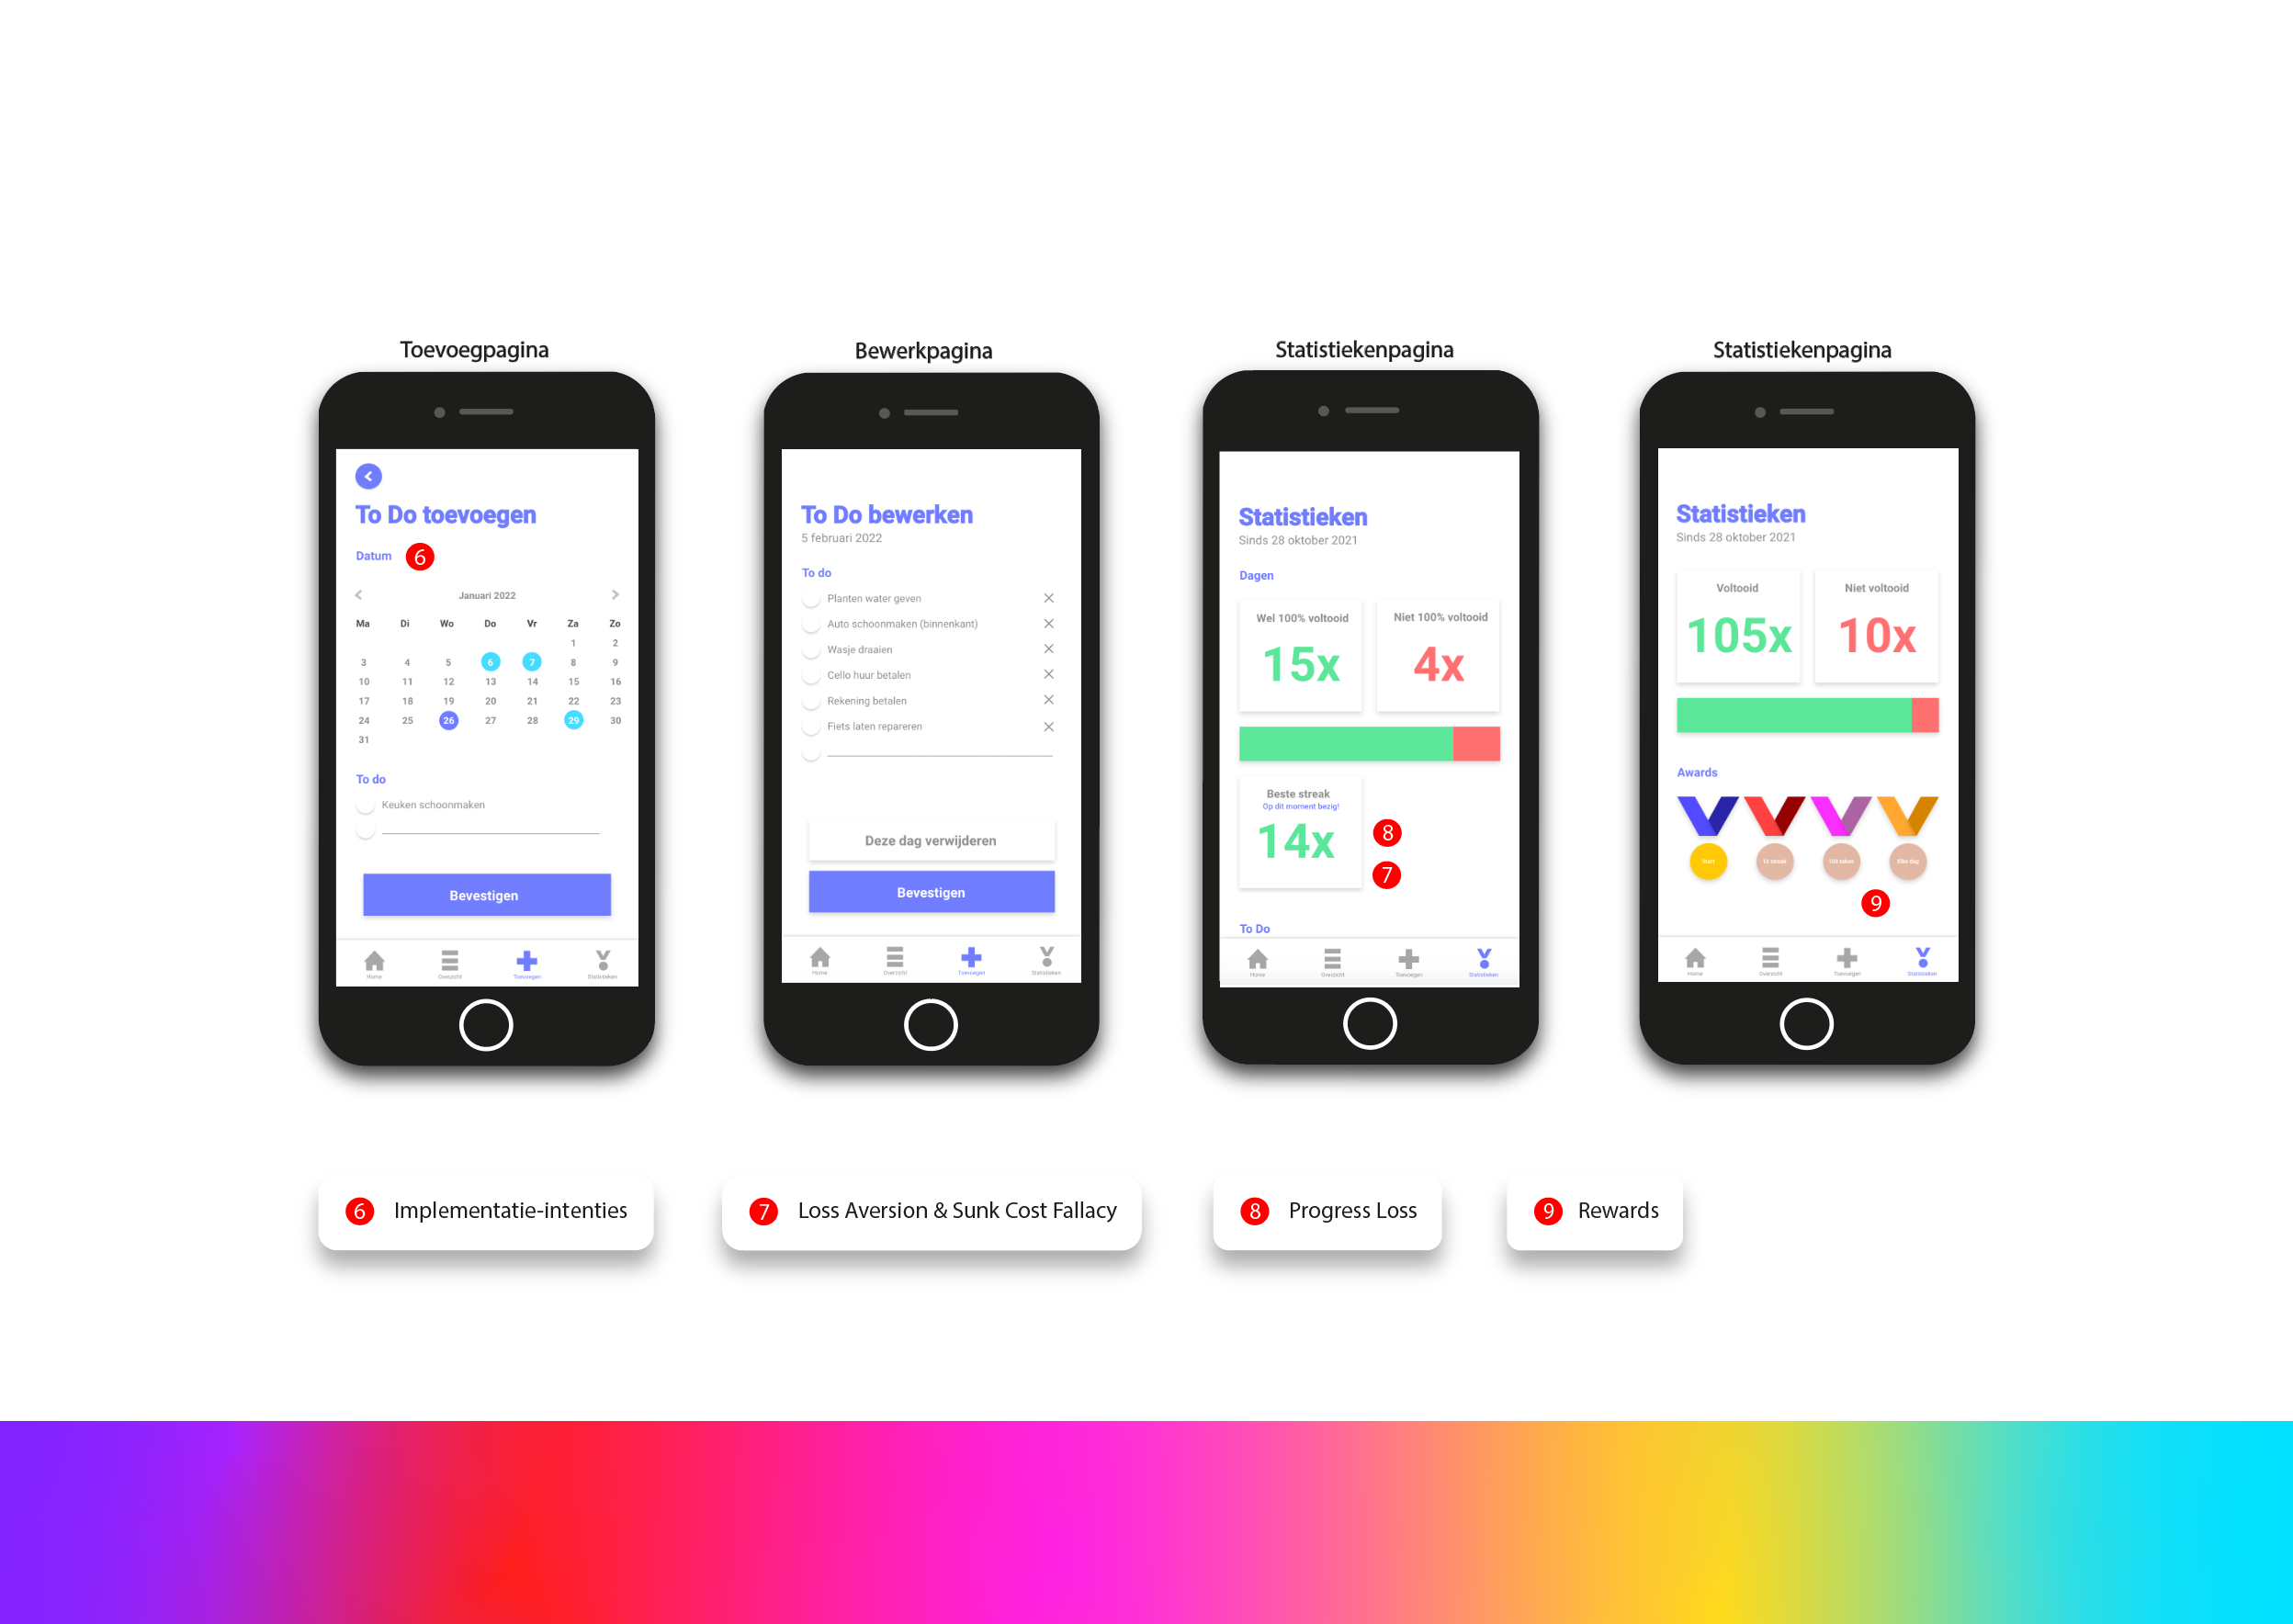 Toevoegpagina
To Do toevoegen
Datum 6
Januari 2022
Ma Di Wo Do Vr Za Zo
1 2
3 4 5 6 7 8 9
10 11 12 13 14 15 16
17 18 19 20 21 22 23
24 25 26 27 28 29 30
31
To do
Keuken schoonmaken
Bevestigen
Home Overzicht Toevoegen Statistieken
Bewerkpagina
To Do bewerken
5 februari 2022
To do
Planten water geven
Auto schoonmaken (binnenkant)
Wasje draaien
Cello huur betalen
Rekening betalen
Fiets laten repareren
Deze dag verwijderen
Bevestigen
Home Overzicht Toevoegen Statistieken
Statistiekenpagina
Statistieken
Sinds 28 oktober 2021
Dagen
Wel 100% voltooid Niet 100% voltooid
15x 4x
Beste streak
Op dit moment bezig!
14x
8
7
To Do
Home Overzicht Toevoegen Statistieken
Statistiekenpagina
Statistieken
Sinds 28 oktober 2021
Voltooid Niet voltooid
105x 10x
Awards
Start 10 streak 100 taken Elke dag
9
Home Overzicht Toevoegen Statistieken
6 Implementatie-intenties
7 Loss Aversion & Sunk Cost Fallacy
8 Progress Loss
9 Rewards